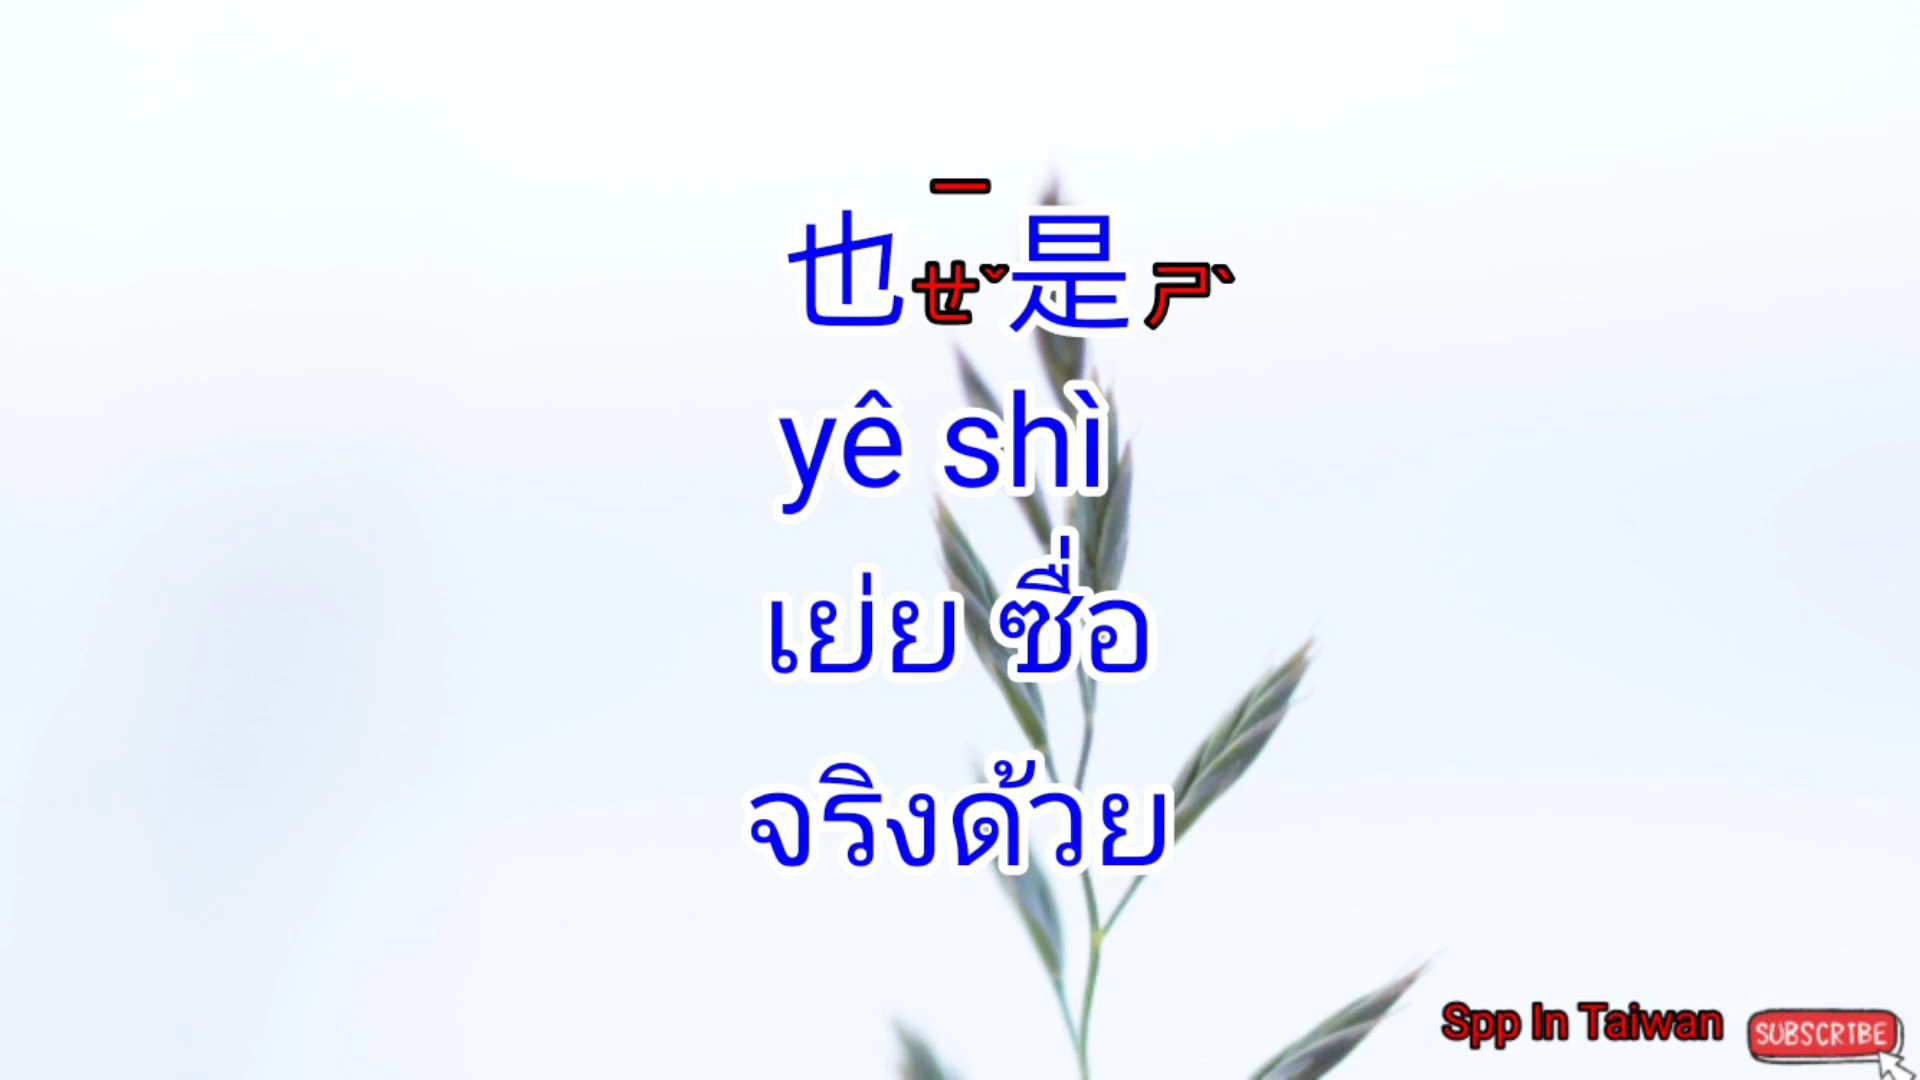 也ㄧㄝˇ是ㄕˋ
yê shì
เย่ย ซื่อ
จริงด้วย
Spp In Taiwan
SUBSCRIBE